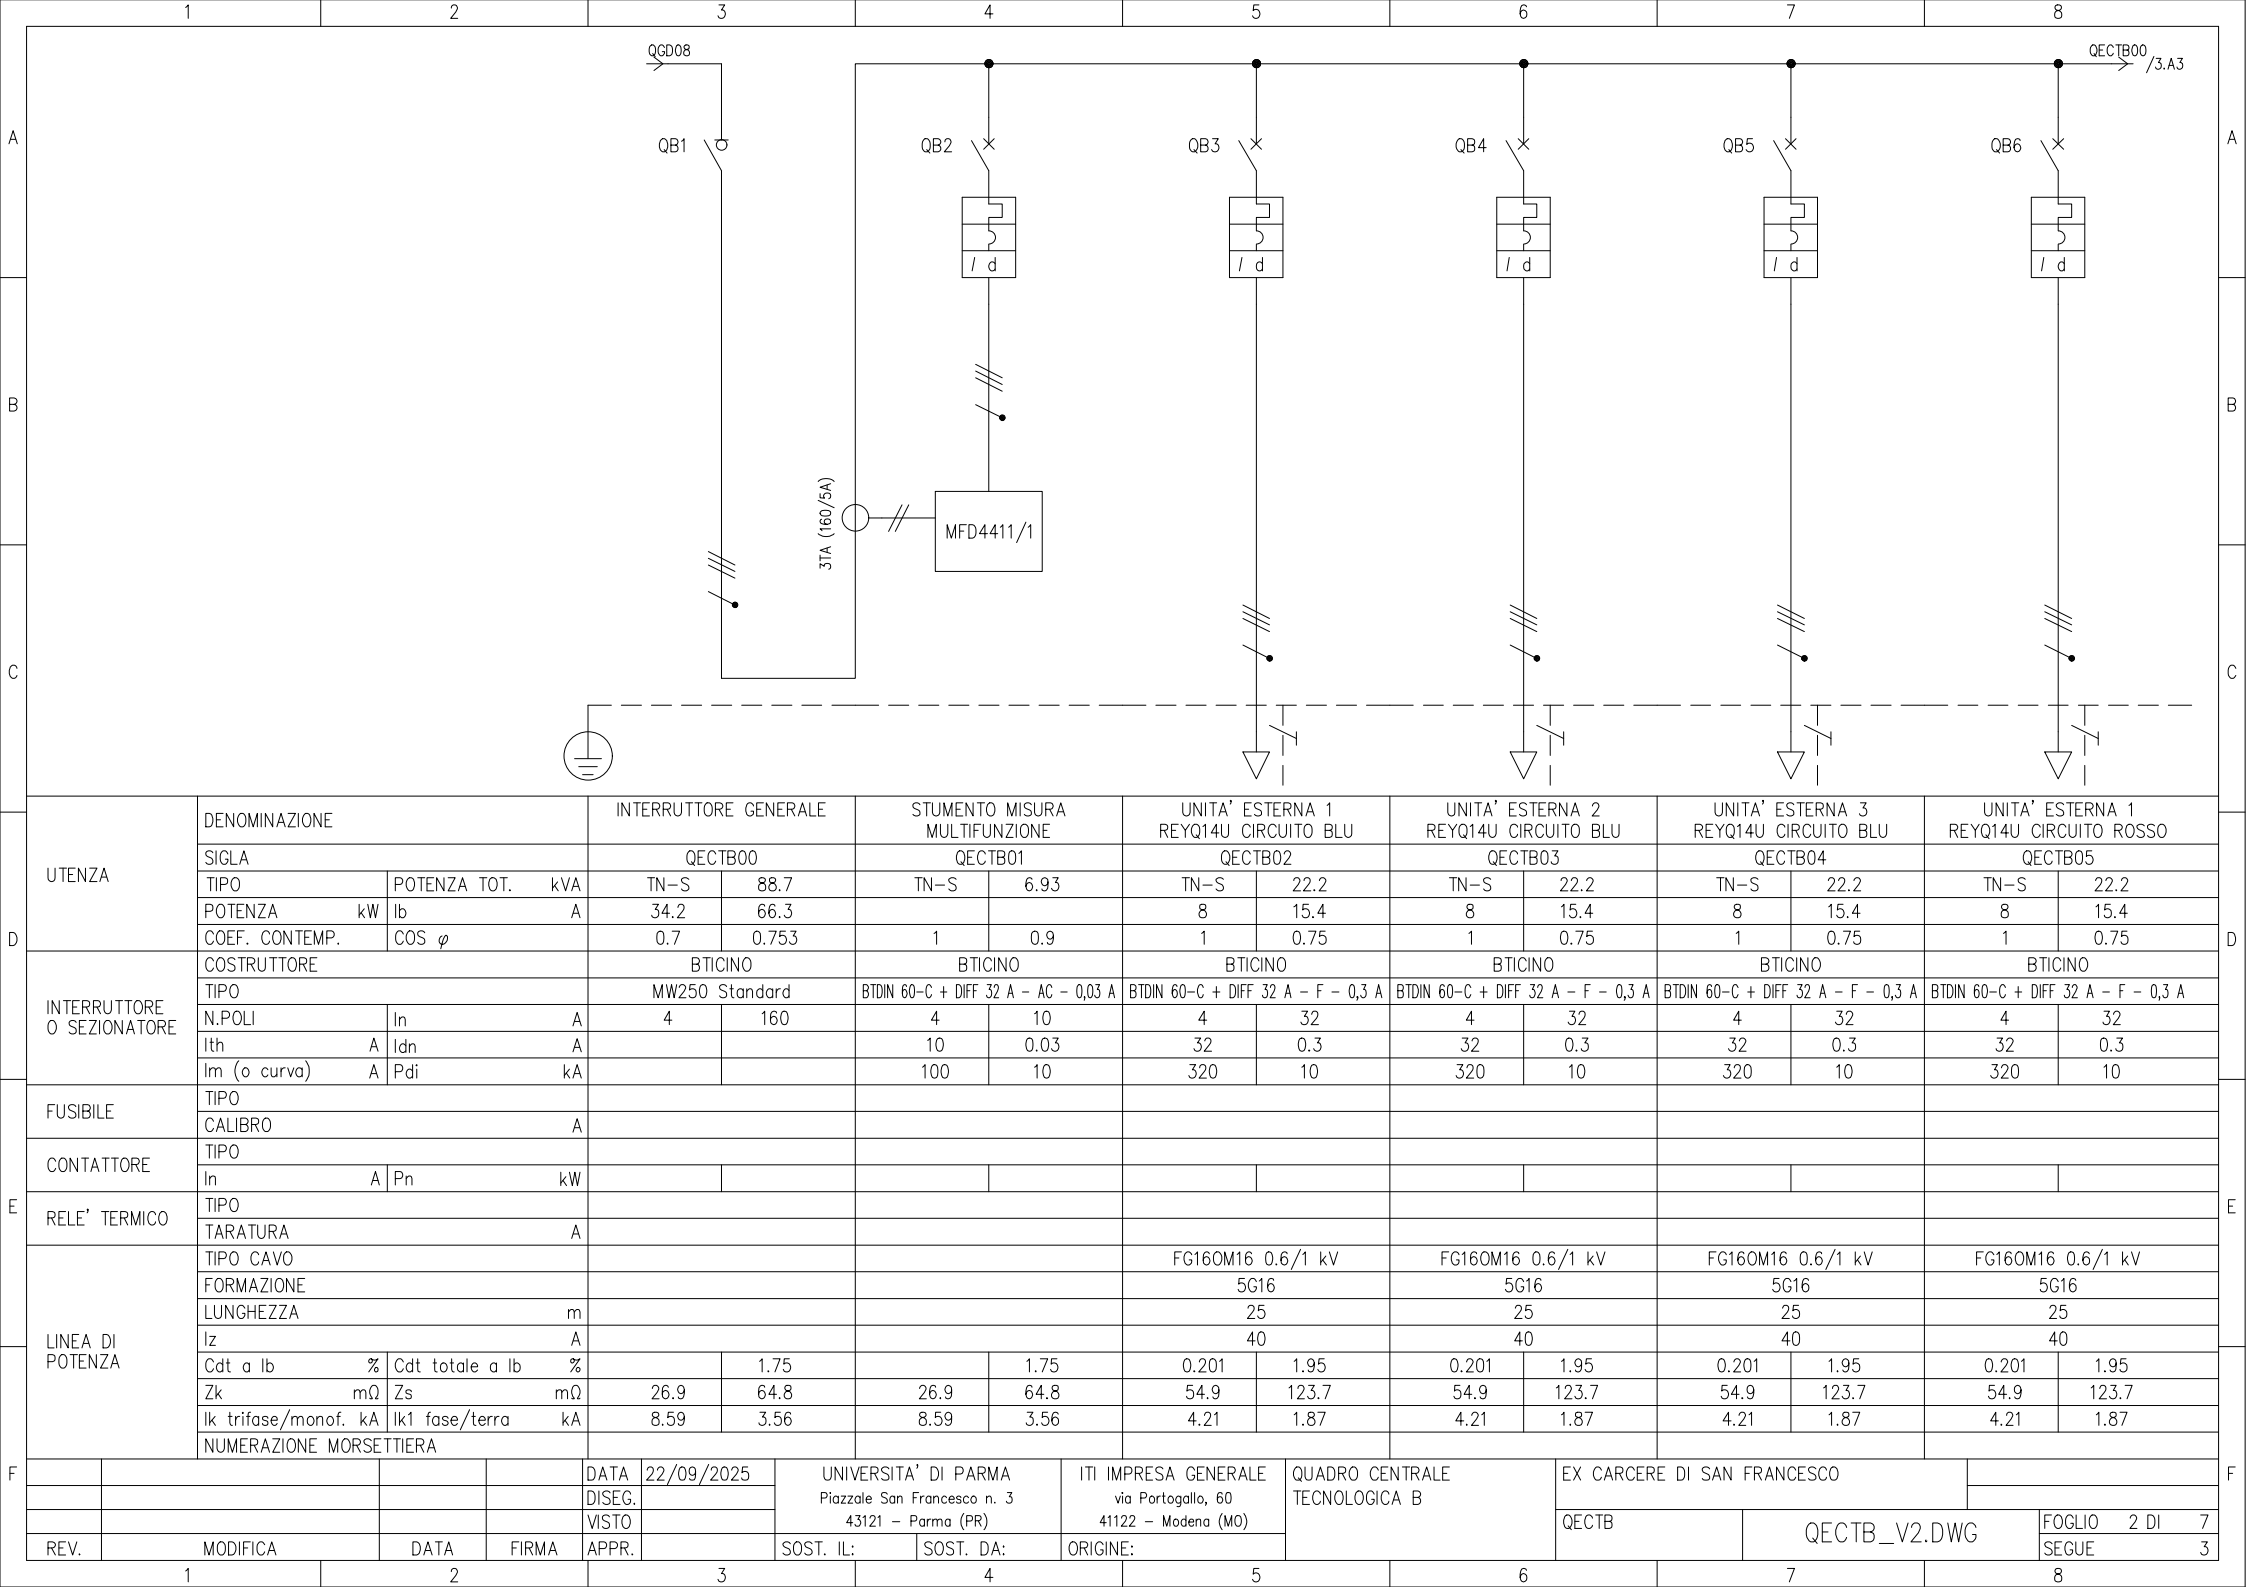 1 2 3 4 5 6 7 8
QGD08
QECTB00
/3.A3
A A
QB1 QB2 QB3 QB4 QB5 QB6
I d I d I d I d I d
B B
3TA (160/5A)
MFD4411/1
C C
UTENZA
DENOMINAZIONE INTERRUTTORE GENERALE STUMENTO MISURA UNITA' ESTERNA 1 UNITA' ESTERNA 2 UNITA' ESTERNA 3 UNITA' ESTERNA 1
MULTIFUNZIONE REYQ14U CIRCUITO BLU REYQ14U CIRCUITO BLU REYQ14U CIRCUITO BLU REYQ14U CIRCUITO ROSSO
SIGLA QECTB00 QECTB01 QECTB02 QECTB03 QECTB04 QECTB05
TIPO POTENZA TOT. kVA TN-S 88.7 TN-S 6.93 TN-S 22.2 TN-S 22.2 TN-S 22.2 TN-S 22.2
POTENZA kW Ib A 34.2 66.3 8 15.4 8 15.4 8 15.4 8 15.4
D COEF. CONTEMP. COS φ 0.7 0.753 1 0.9 1 0.75 1 0.75 1 0.75 1 0.75 D
INTERRUTTORE
O SEZIONATORE
COSTRUTTORE BTICINO BTICINO BTICINO BTICINO BTICINO BTICINO
TIPO MW250 Standard BTDIN 60-C + DIFF 32 A - AC - 0,03 A BTDIN 60-C + DIFF 32 A - F - 0,3 A BTDIN 60-C + DIFF 32 A - F - 0,3 A BTDIN 60-C + DIFF 32 A - F - 0,3 A BTDIN 60-C + DIFF 32 A - F - 0,3 A
N.POLI In A 4 160 4 10 4 32 4 32 4 32 4 32
Ith A Idn A 10 0.03 32 0.3 32 0.3 32 0.3 32 0.3
Im (o curva) A Pdi kA 100 10 320 10 320 10 320 10 320 10
FUSIBILE
TIPO
CALIBRO A
CONTATTORE
TIPO
In A Pn kW
E RELE' TERMICO E
TIPO
TARATURA A
LINEA DI
POTENZA
TIPO CAVO FG16OM16 0.6/1 kV FG16OM16 0.6/1 kV FG16OM16 0.6/1 kV FG16OM16 0.6/1 kV
FORMAZIONE 5G16 5G16 5G16 5G16
LUNGHEZZA m 25 25 25 25
Iz A 40 40 40 40
Cdt a Ib % Cdt totale a Ib % 1.75 1.75 0.201 1.95 0.201 1.95 0.201 1.95 0.201 1.95
Zk mΩ Zs mΩ 26.9 64.8 26.9 64.8 54.9 123.7 54.9 123.7 54.9 123.7 54.9 123.7
Ik trifase/monof. kA Ik1 fase/terra kA 8.59 3.56 8.59 3.56 4.21 1.87 4.21 1.87 4.21 1.87 4.21 1.87
NUMERAZIONE MORSETTIERA
F F
REV. MODIFICA DATA FIRMA
DATA 22/09/2025
DISEG.
VISTO
APPR.
UNIVERSITA' DI PARMA
Piazzale San Francesco n. 3
43121 - Parma (PR)
SOST. IL: SOST. DA:
ITI IMPRESA GENERALE
via Portogallo, 60
41122 - Modena (MO)
ORIGINE:
QUADRO CENTRALE
TECNOLOGICA B
EX CARCERE DI SAN FRANCESCO
QECTB
QECTB_V2.DWG
FOGLIO 2 DI 7
SEGUE 3
1 2 3 4 5 6 7 8